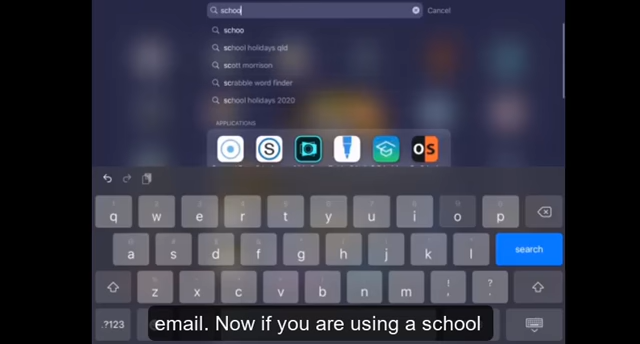 schoo
Cancel
schoo
school holidays qld
scott morrison
scrabble word finder
school holidays 2020
APPLICATIONS
S
OS
q w e r t y u i o p
a s d f g h j k l
search
z x c v b n m ! , ? .
.?123
email. Now if you are using a school